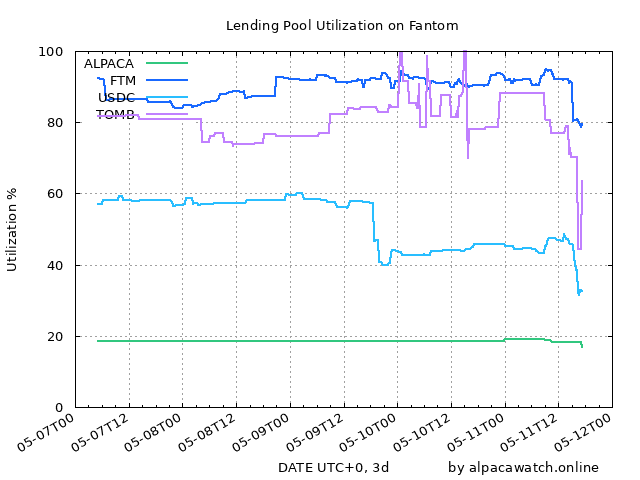 Lending Pool Utilization on Fantom
ALPACA
FTM
USDC
TOMB
Utilization %
100
80
60
40
20
0
05-07T00
05-07T12
05-08T00
05-08T12
05-09T00
05-09T12
05-10T00
05-10T12
05-11T00
05-11T12
05-12T00
DATE UTC+0, 3d
by alpacawatch.online